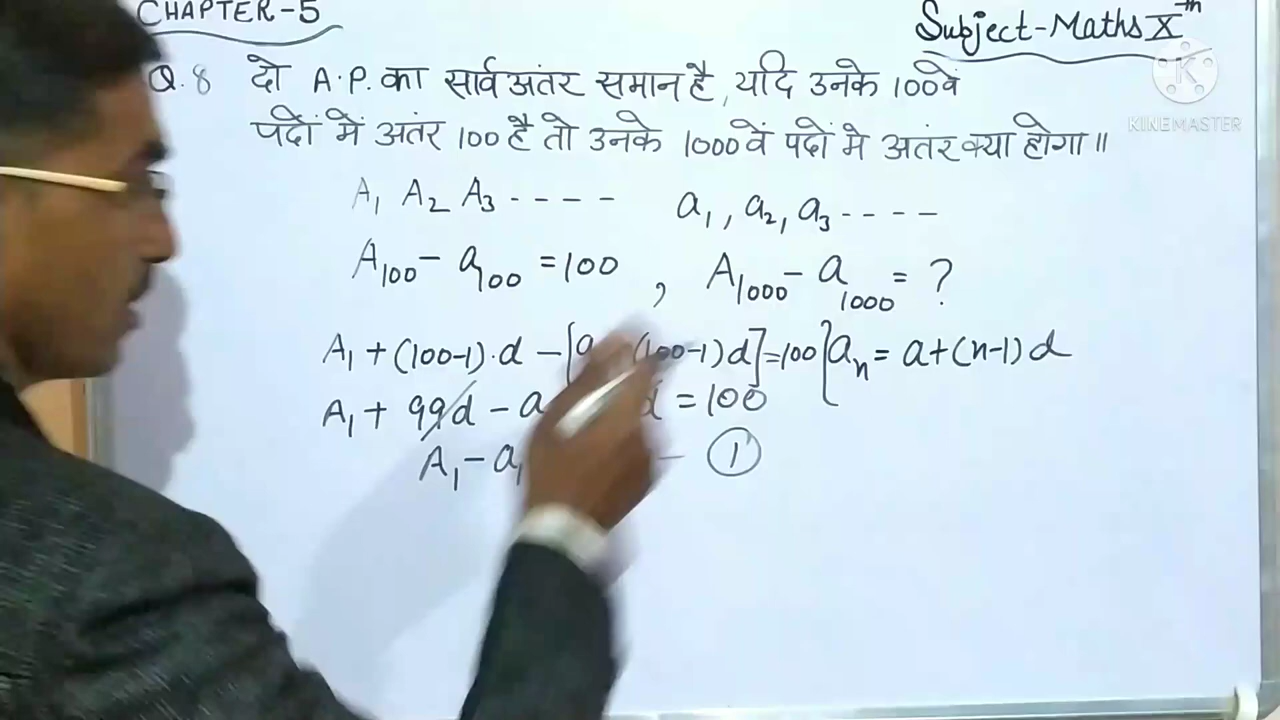 CHAPTER-5
Subject-Maths Xth
Q.8 दो A.P. का सार्व अंतर समान है, यदि उनके 100वे
पदों में अंतर 100 है तो उनके 1000 वें पदो मे अतंर क्या होगा॥
KINEMASTER
A1 A2 A3 ---- a1, a2, a3 ----
A100 - a100 = 100 , A1000 - a1000 = ?
A1 + (100-1).d - [a (100-1)d] = 100 [an = a+(n-1)d
A1 + 99d - a d = 100
A1 - a1 - ①